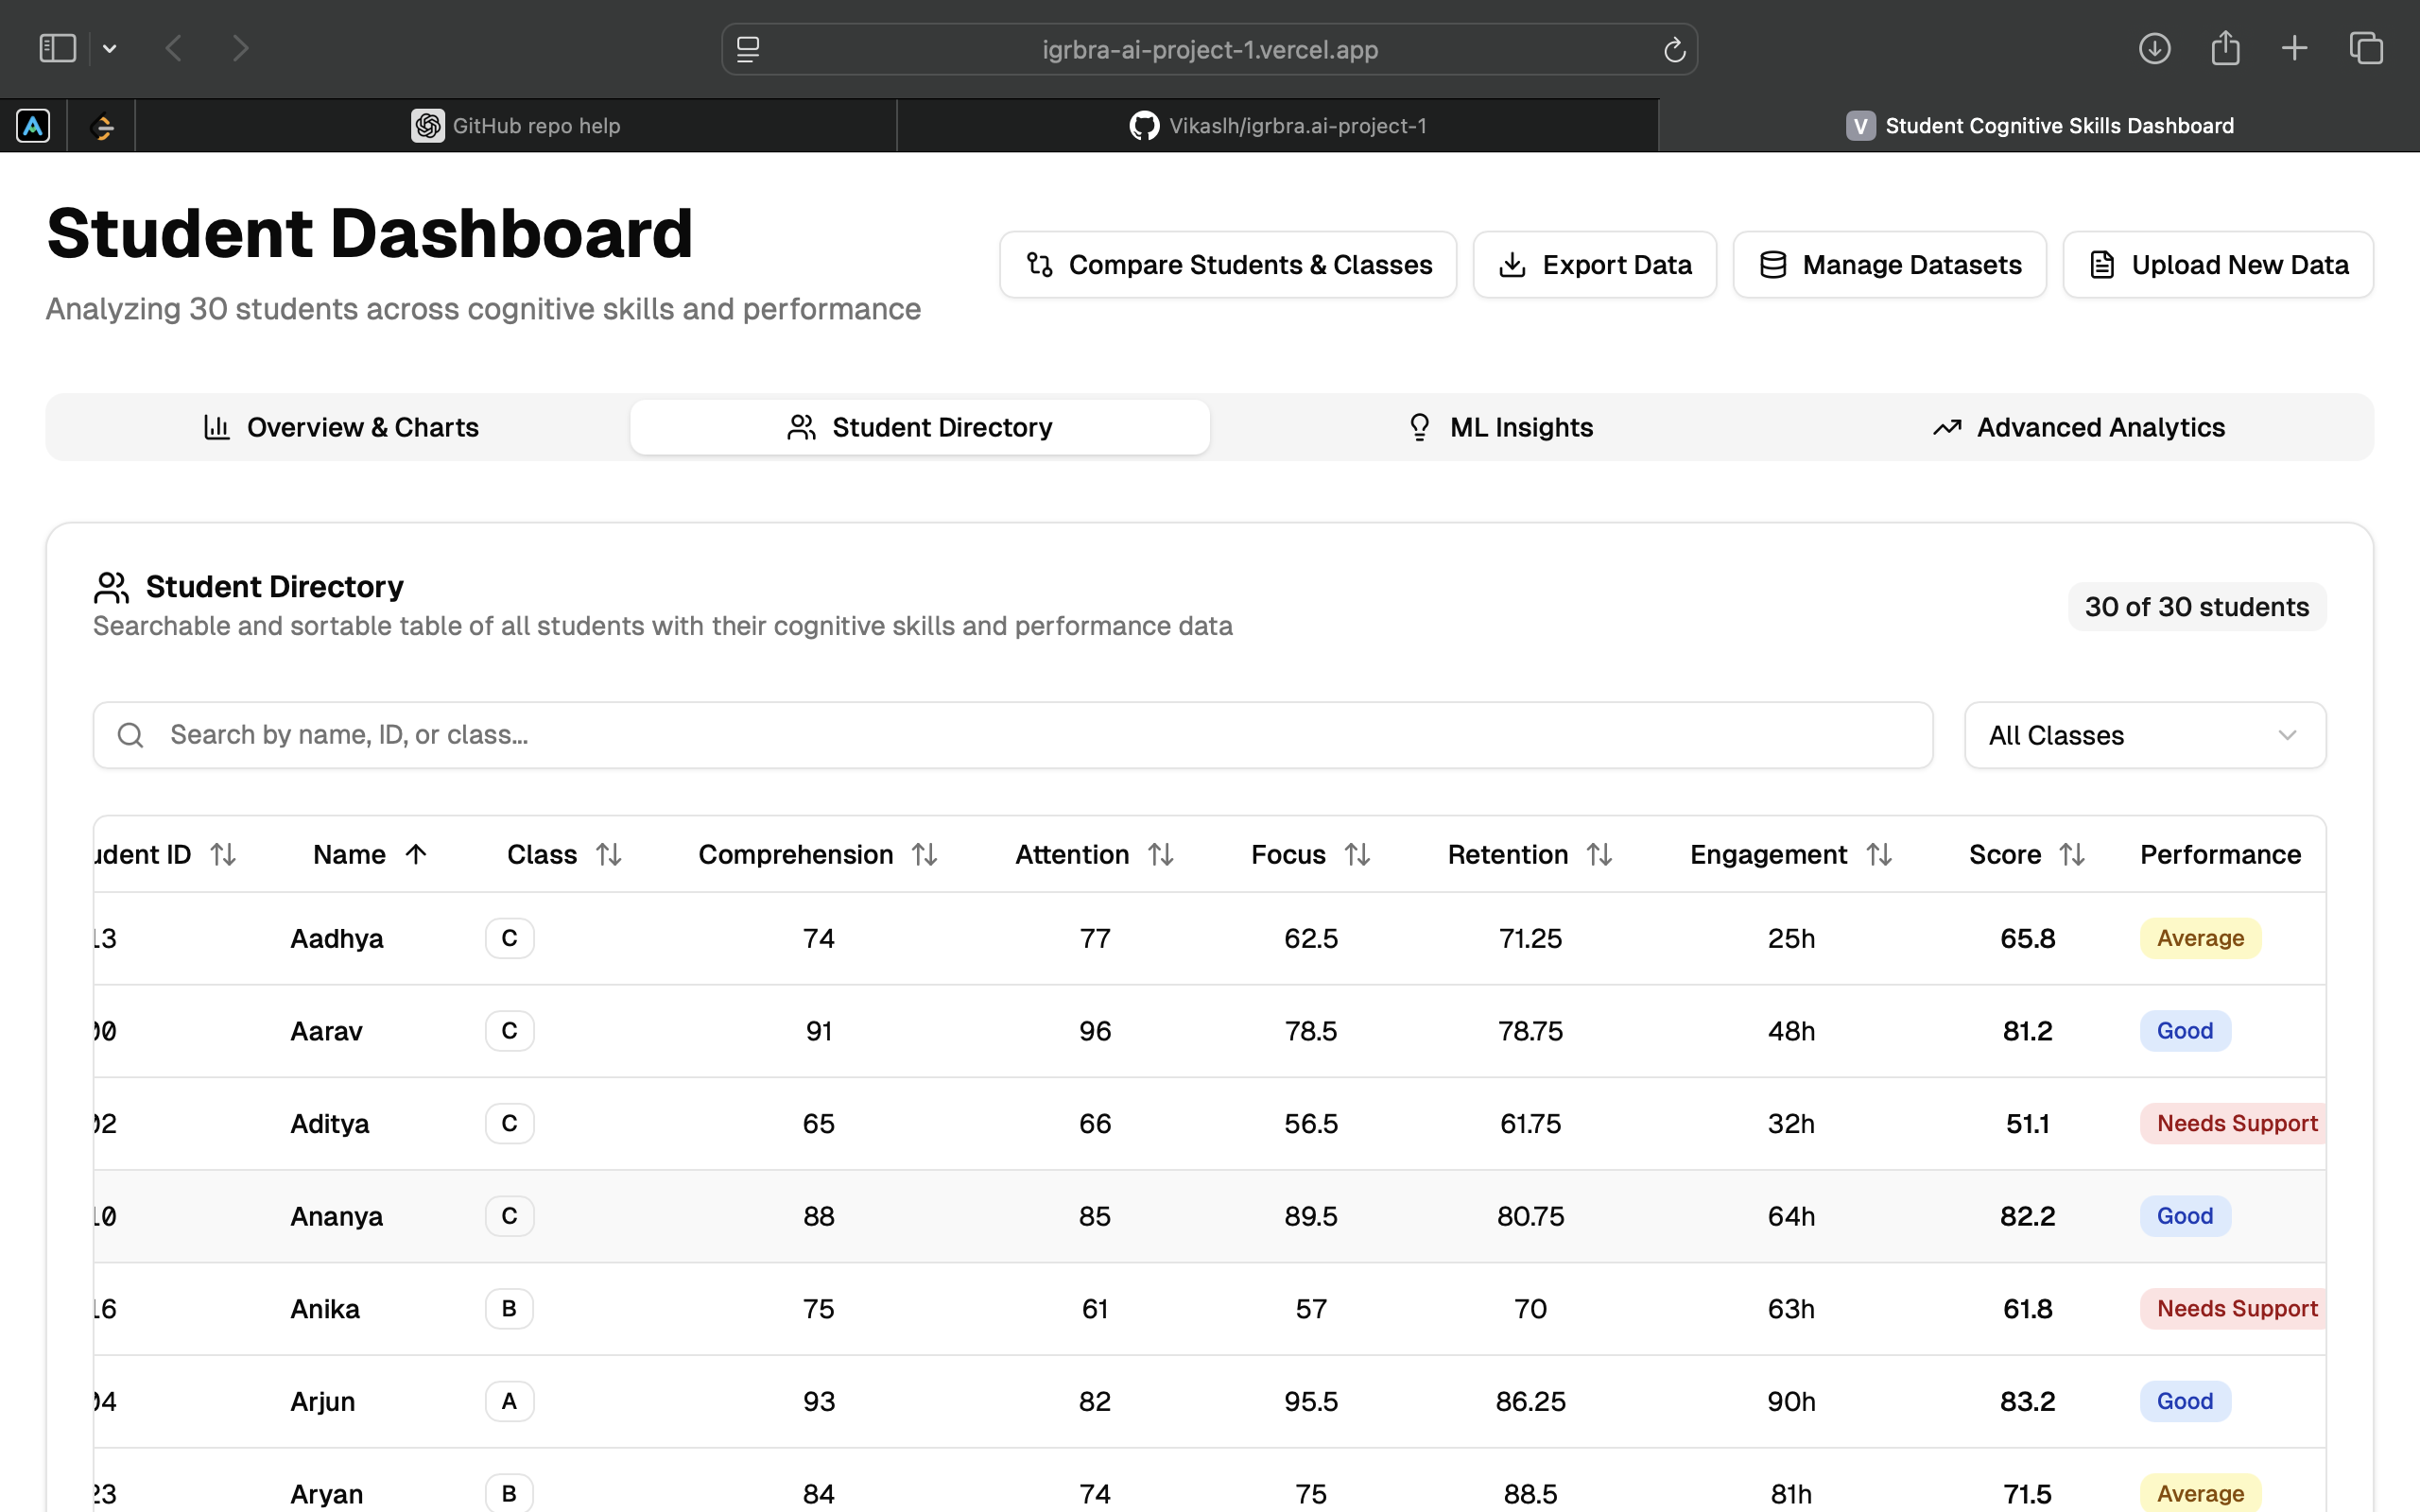 igrbra-ai-project-1.vercel.app
GitHub repo help
Vikaslh/igrbra.ai-project-1
V Student Cognitive Skills Dashboard
Student Dashboard
Analyzing 30 students across cognitive skills and performance
Compare Students & Classes
Export Data
Manage Datasets
Upload New Data
Overview & Charts
Student Directory
ML Insights
Advanced Analytics
Student Directory
Searchable and sortable table of all students with their cognitive skills and performance data
30 of 30 students
Search by name, ID, or class...
All Classes
ID Name Class Comprehension Attention Focus Retention Engagement Score Performance
Aadhya C 74 77 62.5 71.25 25h 65.8 Average
Aarav C 91 96 78.5 78.75 48h 81.2 Good
Aditya C 65 66 56.5 61.75 32h 51.1 Needs Support
Ananya C 88 85 89.5 80.75 64h 82.2 Good
Anika B 75 61 57 70 63h 61.8 Needs Support
Arjun A 93 82 95.5 86.25 90h 83.2 Good
Aryan B 84 74 75 88.5 81h 71.5 Average